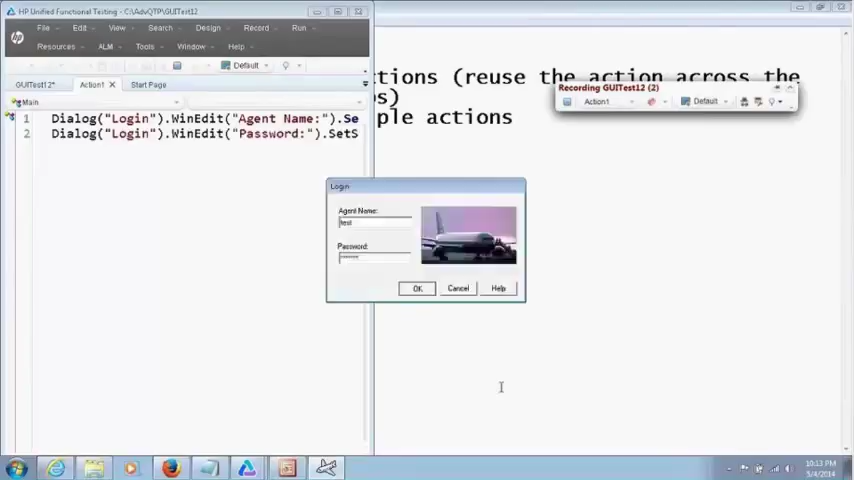 HP Unified Functional Testing - C:\AdvQTP\GUITest12
File Edit View Search Design Record Run
Resources ALM Tools Window Help
Default
GUITest12* Action1 Start Page
Main
1 Dialog("Login").WinEdit("Agent Name:").Se
2 Dialog("Login").WinEdit("Password:").SetS
ctions (reuse the action across the
os)
ple actions
Recording GUITest12 (2)
Action1 Default
Login
Agent Name:
test
Password:
OK Cancel Help
10:13 PM
5/4/2014